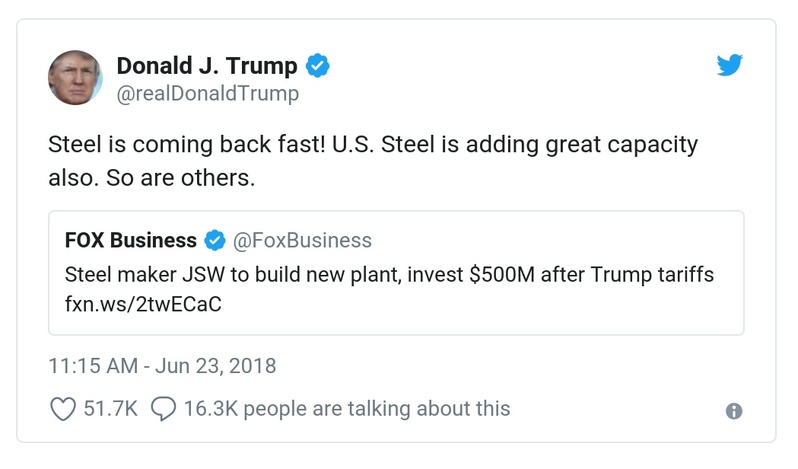 Donald J. Trump
@realDonaldTrump
Steel is coming back fast! U.S. Steel is adding great capacity
also. So are others.
FOX Business @FoxBusiness
Steel maker JSW to build new plant, invest $500M after Trump tariffs
fxn.ws/2twECaC
11:15 AM - Jun 23, 2018
51.7K 16.3K people are talking about this